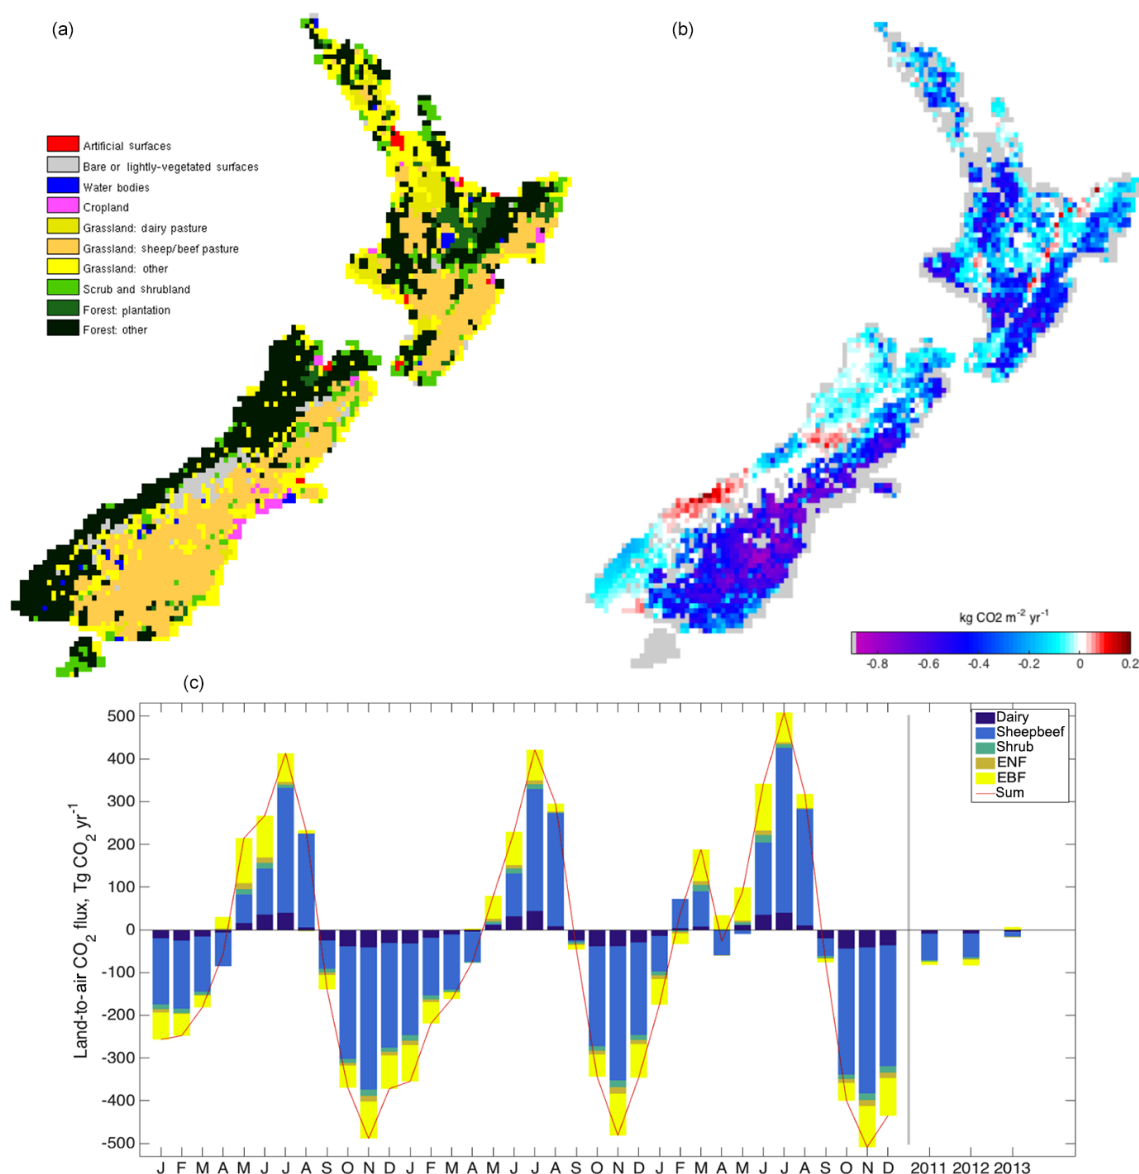 (a)
(b)
Artificial surfaces
Bare or lightly-vegetated surfaces
Water bodies
Cropland
Grassland: dairy pasture
Grassland: sheep/beef pasture
Grassland: other
Scrub and shrubland
Forest: plantation
Forest: other
kg CO2 m⁻² yr⁻¹
-0.8 -0.6 -0.4 -0.2 0 0.2
(c)
Land-to-air CO₂ flux, Tg CO₂ yr⁻¹
500
400
300
200
100
0
-100
-200
-300
-400
-500
Dairy
Sheepbeef
Shrub
ENF
EBF
Sum
J F M A M J J A S O N D J F M A M J J A S O N D J F M A M J J A S O N D 2011 2012 2013